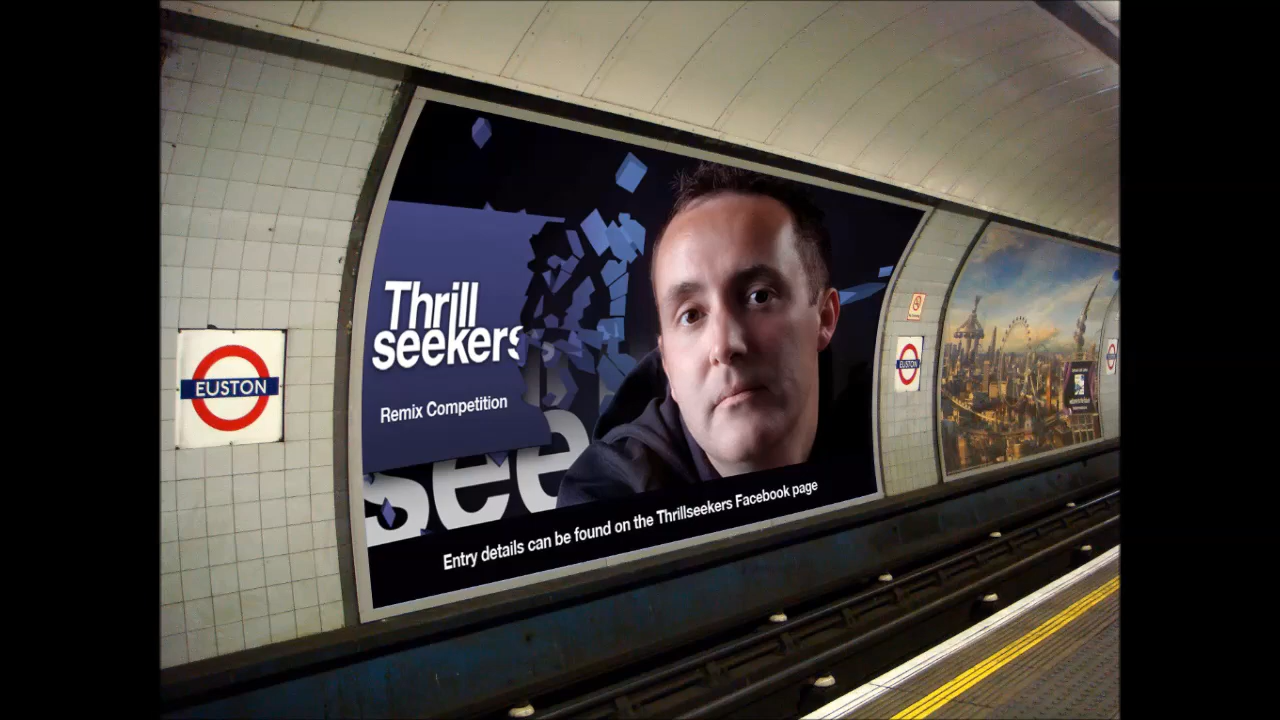 Thrill
seekers
Remix Competition
see
Entry details can be found on the Thrillseekers Facebook page
EUSTON
EUSTON